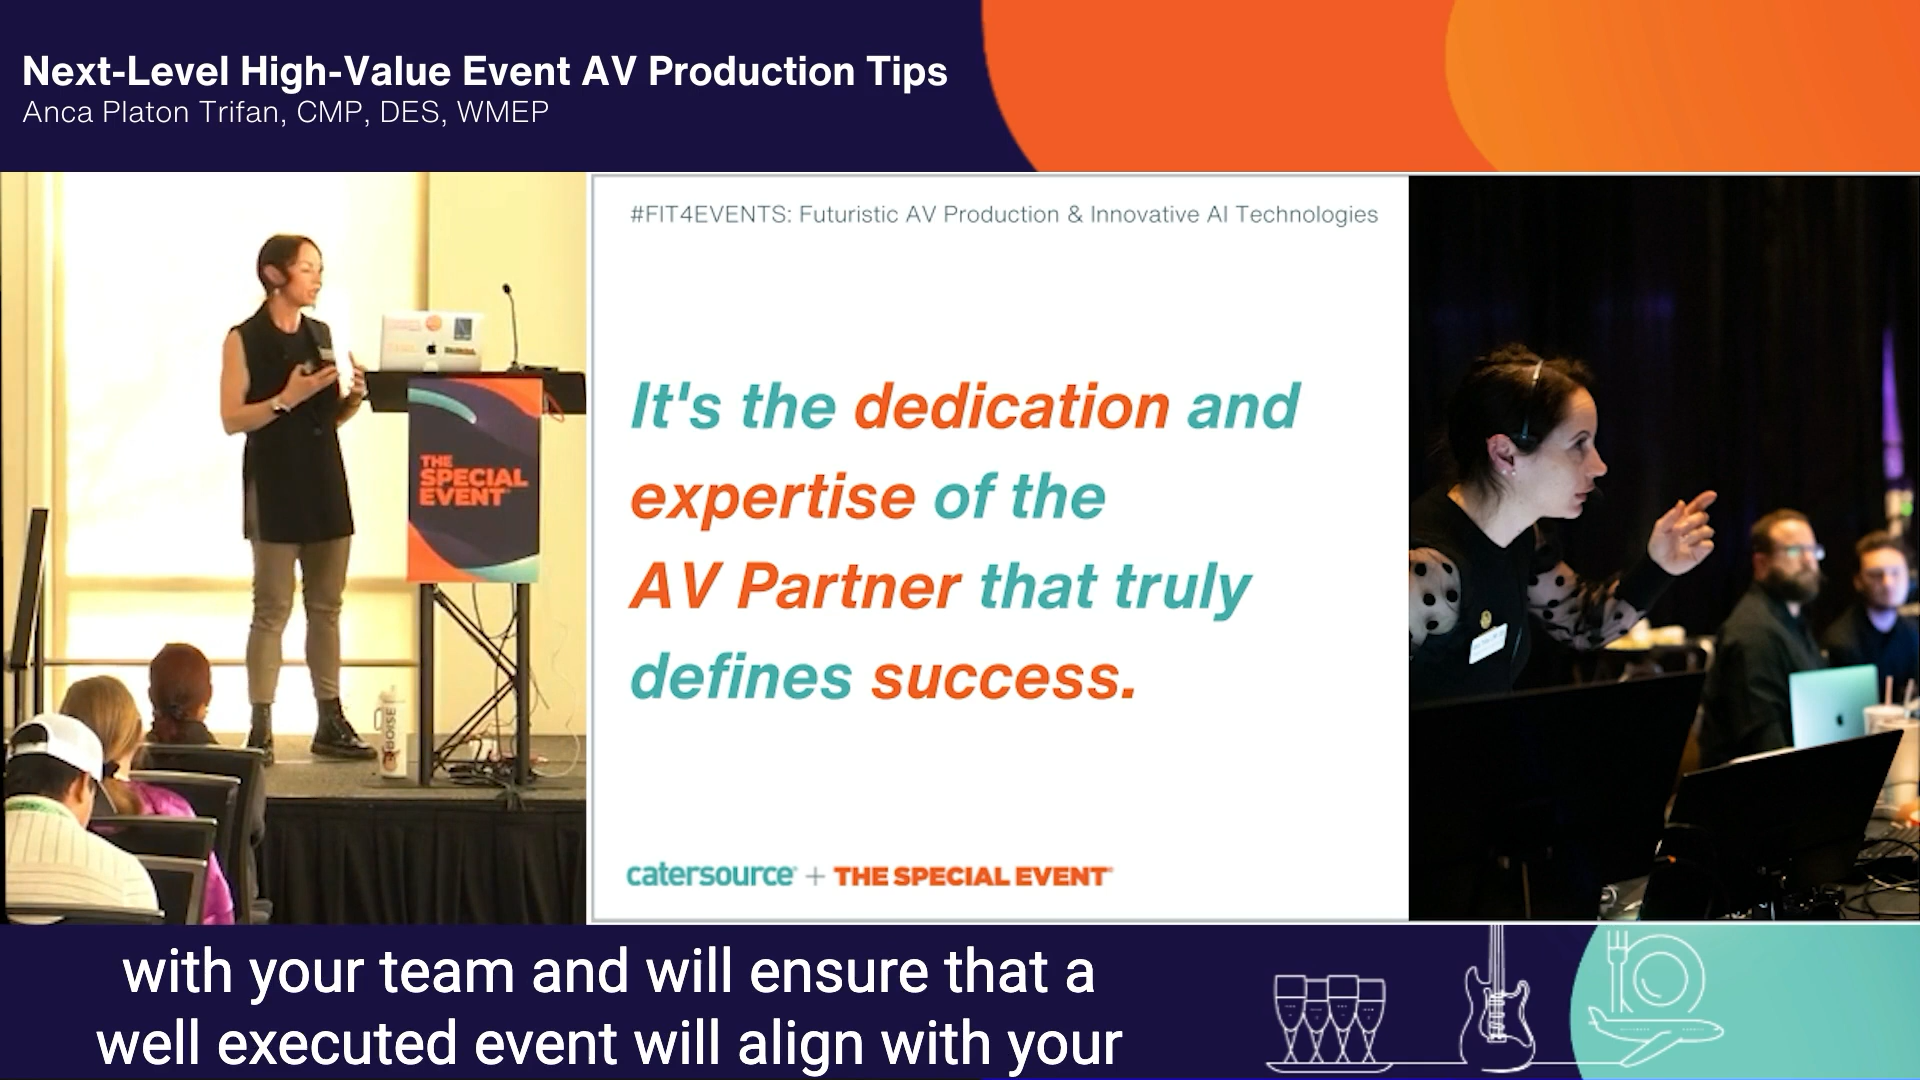 Next-Level High-Value Event AV Production Tips
Anca Platon Trifan, CMP, DES, WMEP
#FIT4EVENTS: Futuristic AV Production & Innovative AI Technologies
It's the dedication and
expertise of the
AV Partner that truly
defines success.
catersource + THE SPECIAL EVENT
THE
SPECIAL
EVENT
BOISE
with your team and will ensure that a
well executed event will align with your